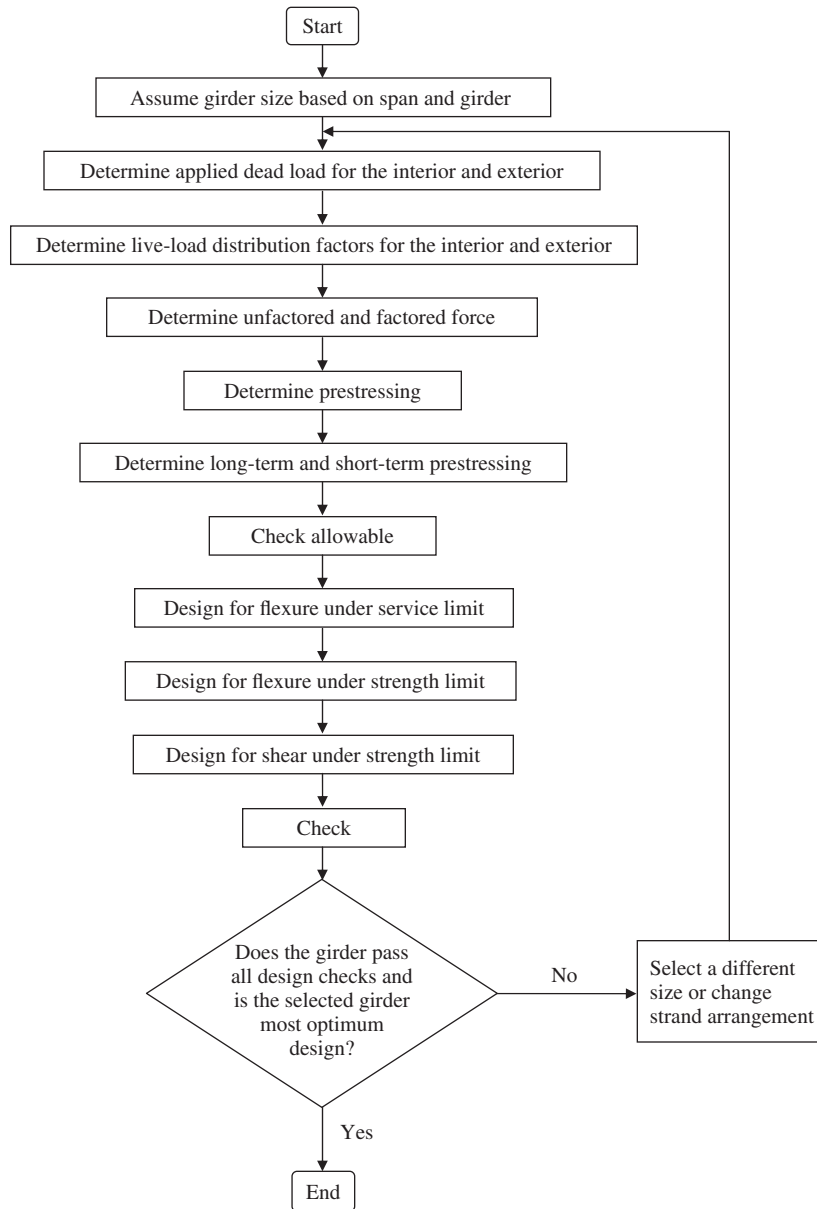 Start
Assume girder size based on span and girder
Determine applied dead load for the interior and exterior
Determine live-load distribution factors for the interior and exterior
Determine unfactored and factored force
Determine prestressing
Determine long-term and short-term prestressing
Check allowable
Design for flexure under service limit
Design for flexure under strength limit
Design for shear under strength limit
Check
Does the girder pass
all design checks and
is the selected girder
most optimum
design?
No
Select a different
size or change
strand arrangement
Yes
End